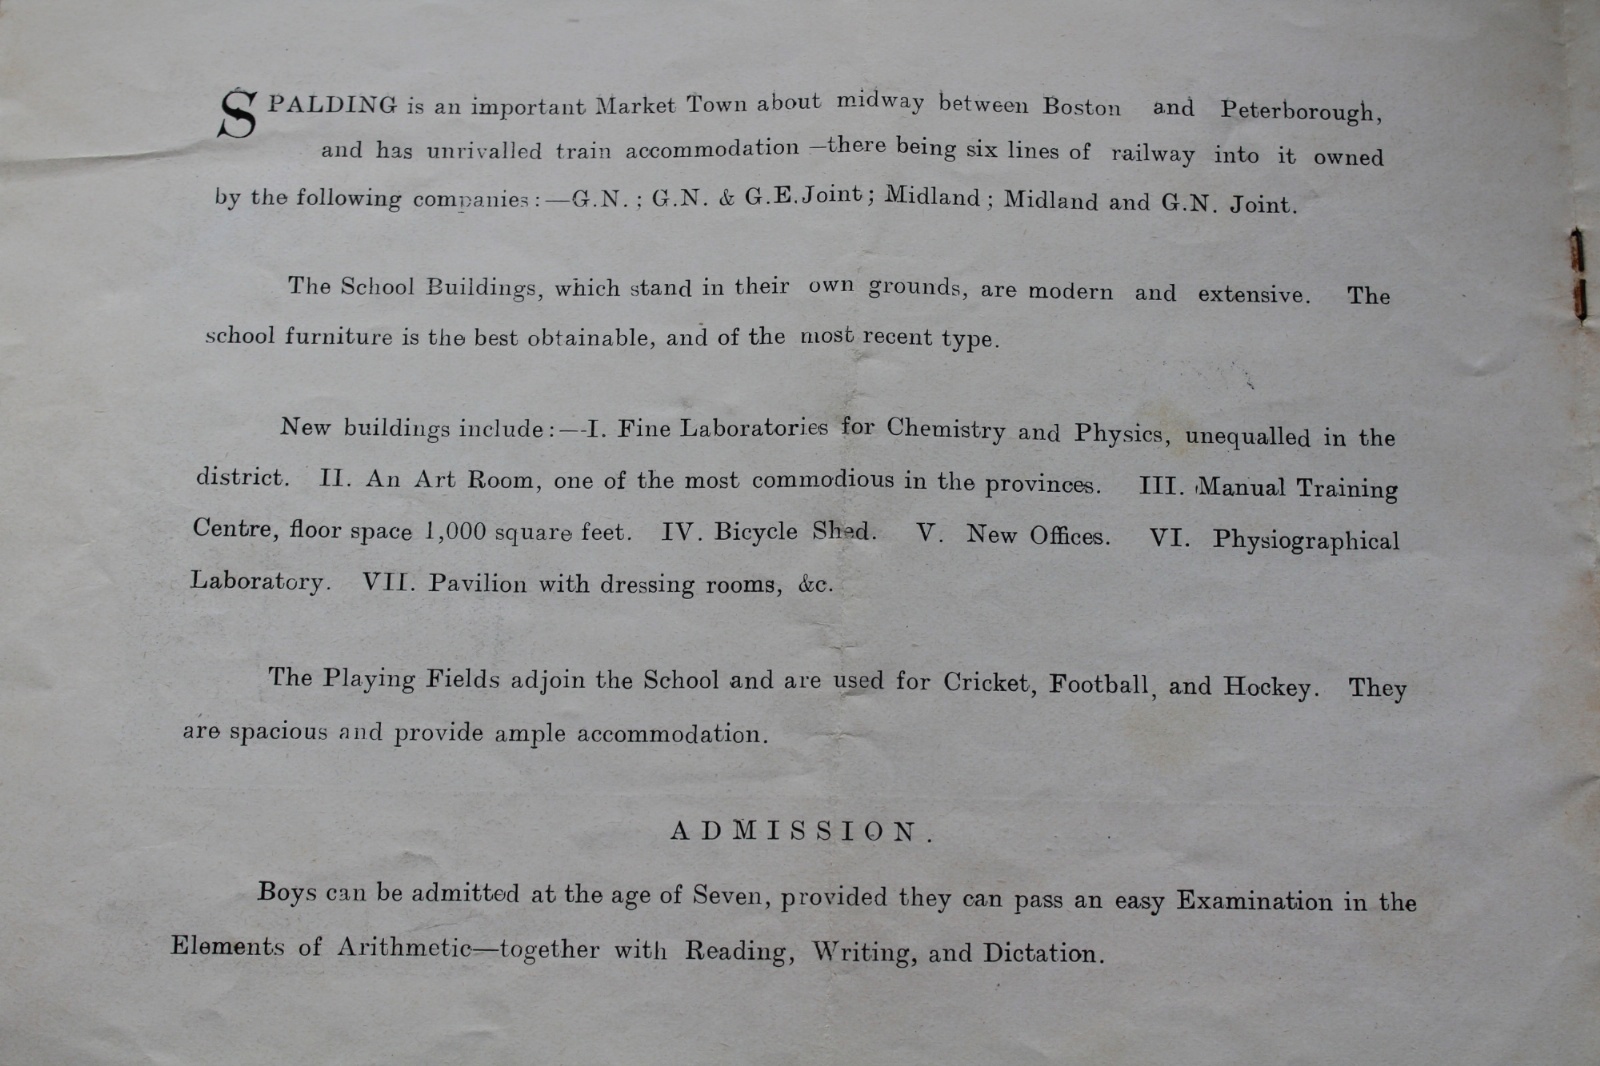 SPALDING is an important Market Town about midway between Boston and Peterborough,
and has unrivalled train accommodation—there being six lines of railway into it owned
by the following companies:—G.N.; G.N. & G.E. Joint; Midland; Midland and G.N. Joint.
The School Buildings, which stand in their own grounds, are modern and extensive. The
school furniture is the best obtainable, and of the most recent type.
New buildings include:—I. Fine Laboratories for Chemistry and Physics, unequalled in the
district. II. An Art Room, one of the most commodious in the provinces. III. Manual Training
Centre, floor space 1,000 square feet. IV. Bicycle Shed. V. New Offices. VI. Physiographical
Laboratory. VII. Pavilion with dressing rooms, &c.
The Playing Fields adjoin the School and are used for Cricket, Football, and Hockey. They
are spacious and provide ample accommodation.
ADMISSION.
Boys can be admitted at the age of Seven, provided they can pass an easy Examination in the
Elements of Arithmetic—together with Reading, Writing, and Dictation.